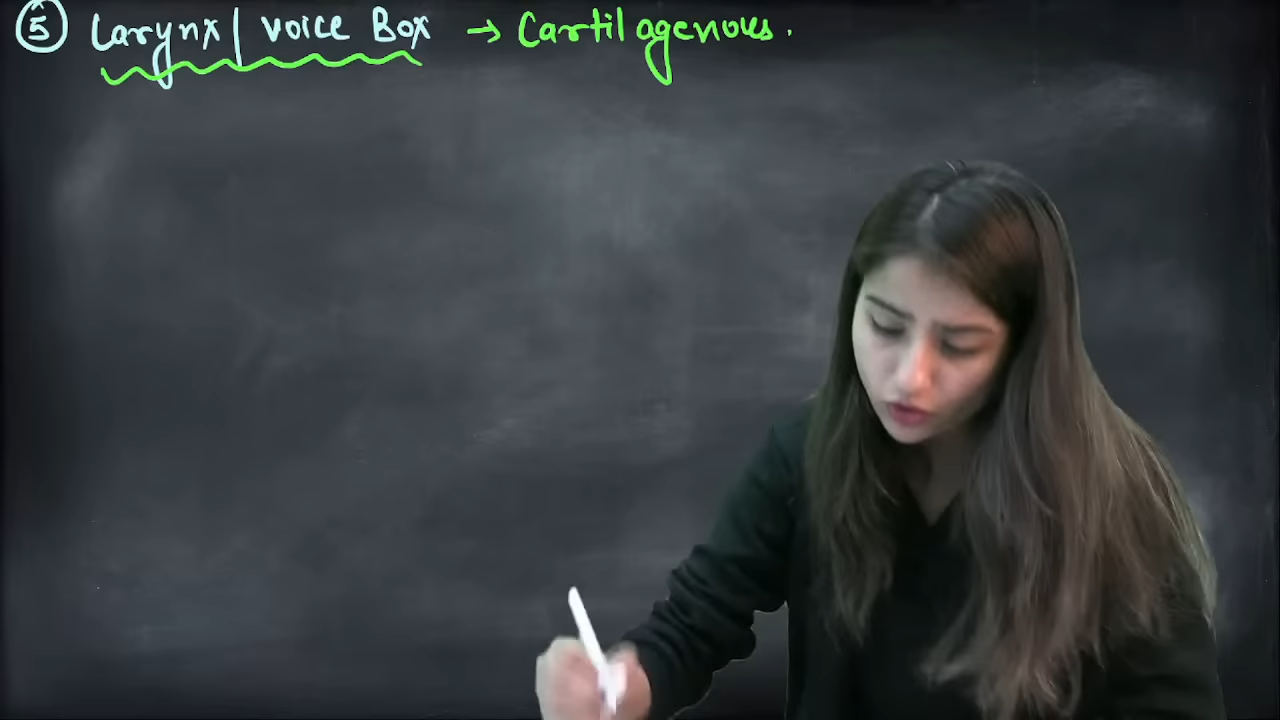 ⑤ Larynx | voice Box → Cartilagenous.